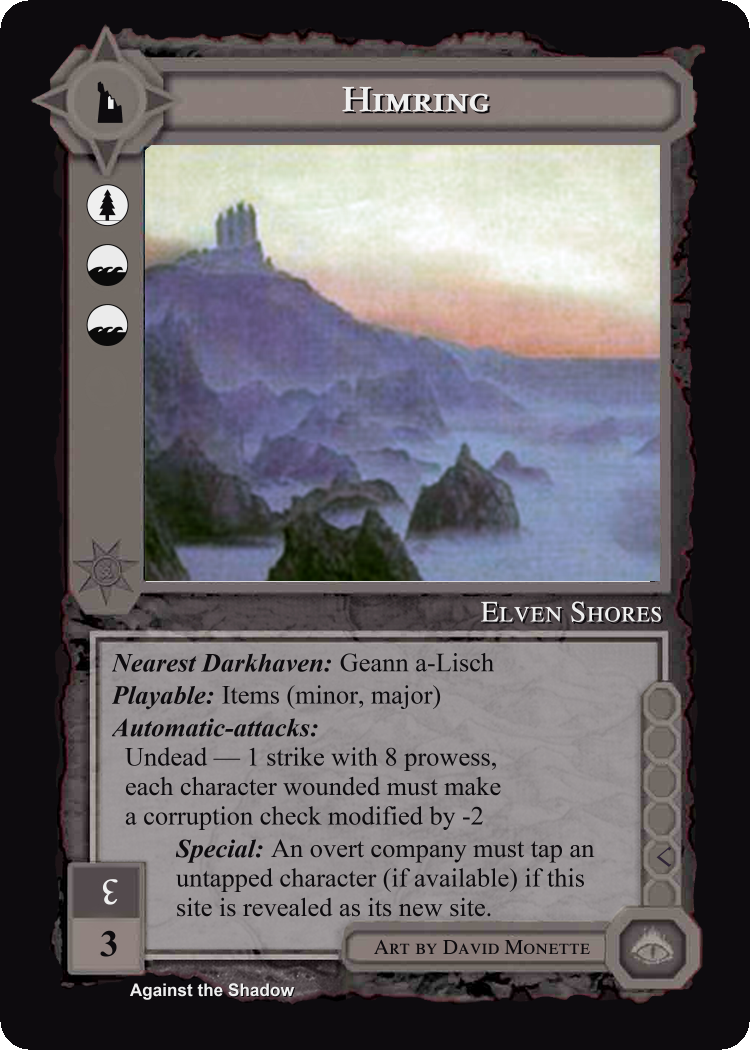 Himring
Elven Shores
Nearest Darkhaven: Geann a-Lisch
Playable: Items (minor, major)
Automatic-attacks:
Undead — 1 strike with 8 prowess,
each character wounded must make
a corruption check modified by -2
Special: An overt company must tap an
untapped character (if available) if this
site is revealed as its new site.
3
Art by David Monette
Against the Shadow